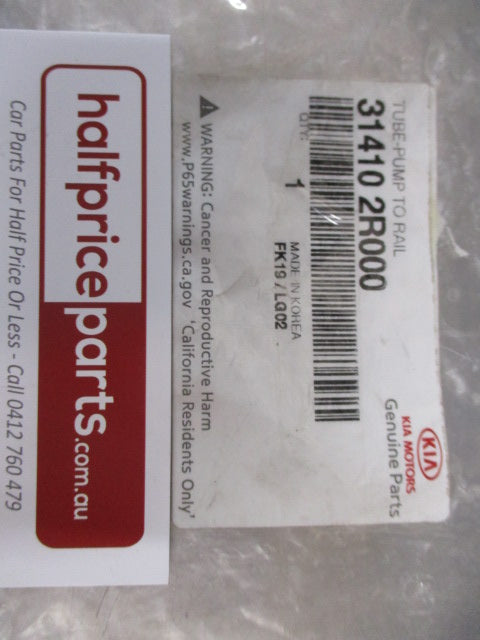 TUBE-PUMP TO RAIL
31410 2R000
QTY:
1
MADE IN KOREA
FK19 / LG02 .
KIA
KIA MOTORS
Genuine Parts
WARNING: Cancer and Reproductive Harm
www.P65warnings.ca.gov 'California Residents Only'
halfpriceparts.com.au
Car Parts For Half Price Or Less - Call 0412 760 479